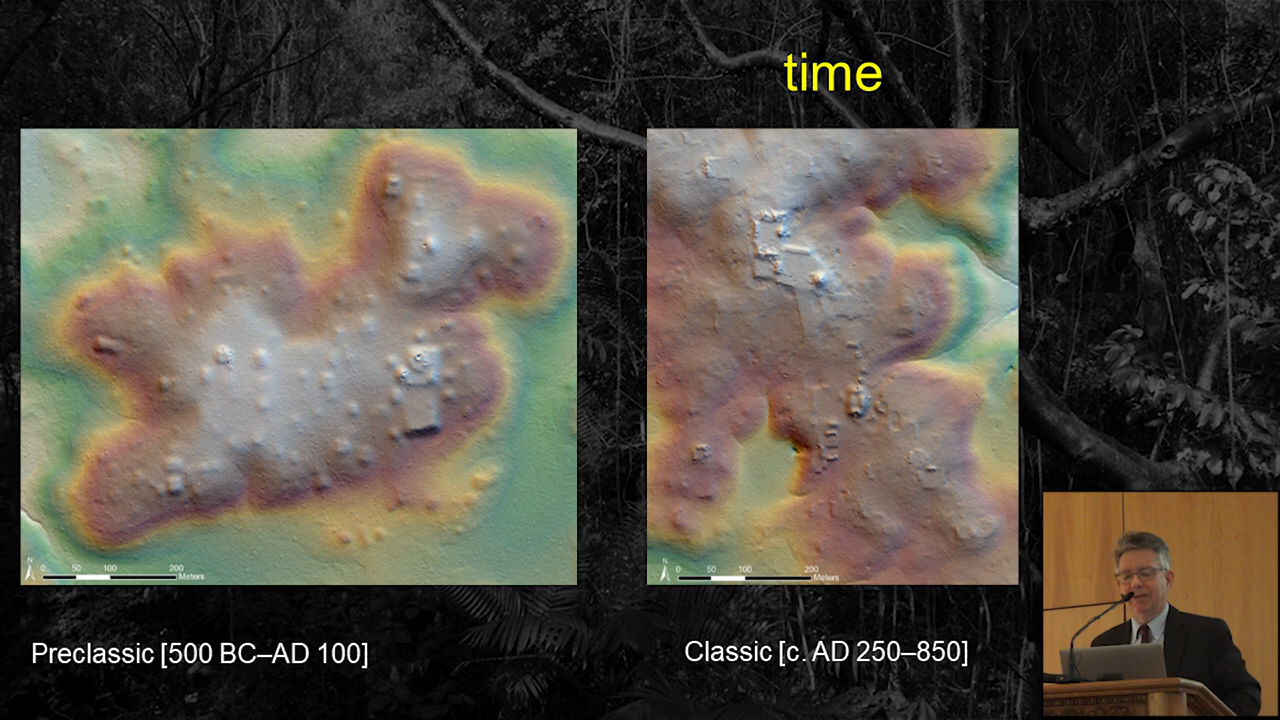 time
N
0 50 100 200
Meters
N
0 50 100 200
Meters
Preclassic [500 BC–AD 100]
Classic [c. AD 250–850]